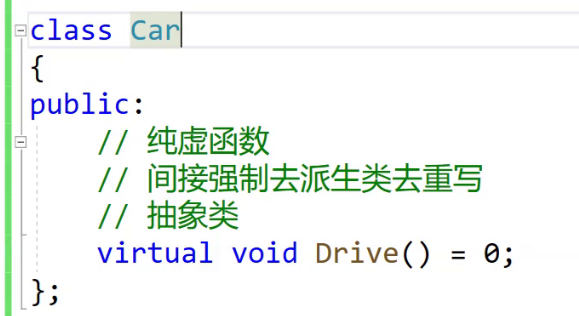 class Car
{
public:
// 纯虚函数
// 间接强制去派生类去重写
// 抽象类
virtual void Drive() = 0;
};